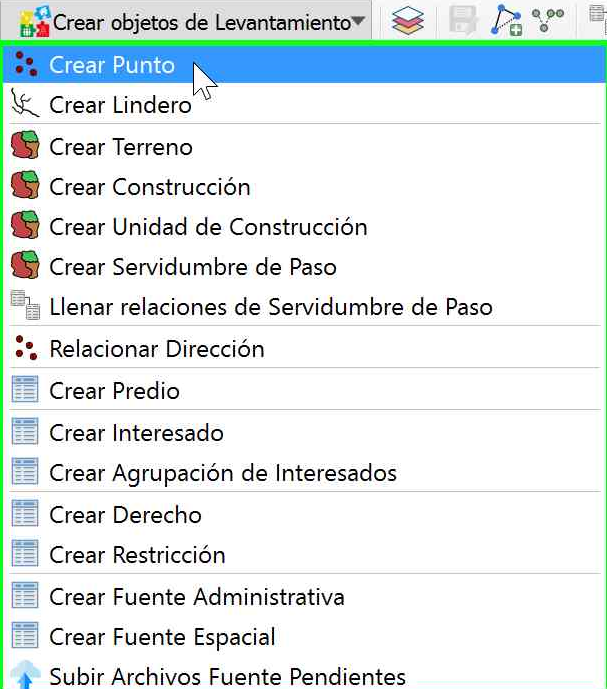 Crear objetos de Levantamiento
Crear Punto
Crear Lindero
Crear Terreno
Crear Construcción
Crear Unidad de Construcción
Crear Servidumbre de Paso
Llenar relaciones de Servidumbre de Paso
Relacionar Dirección
Crear Predio
Crear Interesado
Crear Agrupación de Interesados
Crear Derecho
Crear Restricción
Crear Fuente Administrativa
Crear Fuente Espacial
Subir Archivos Fuente Pendientes